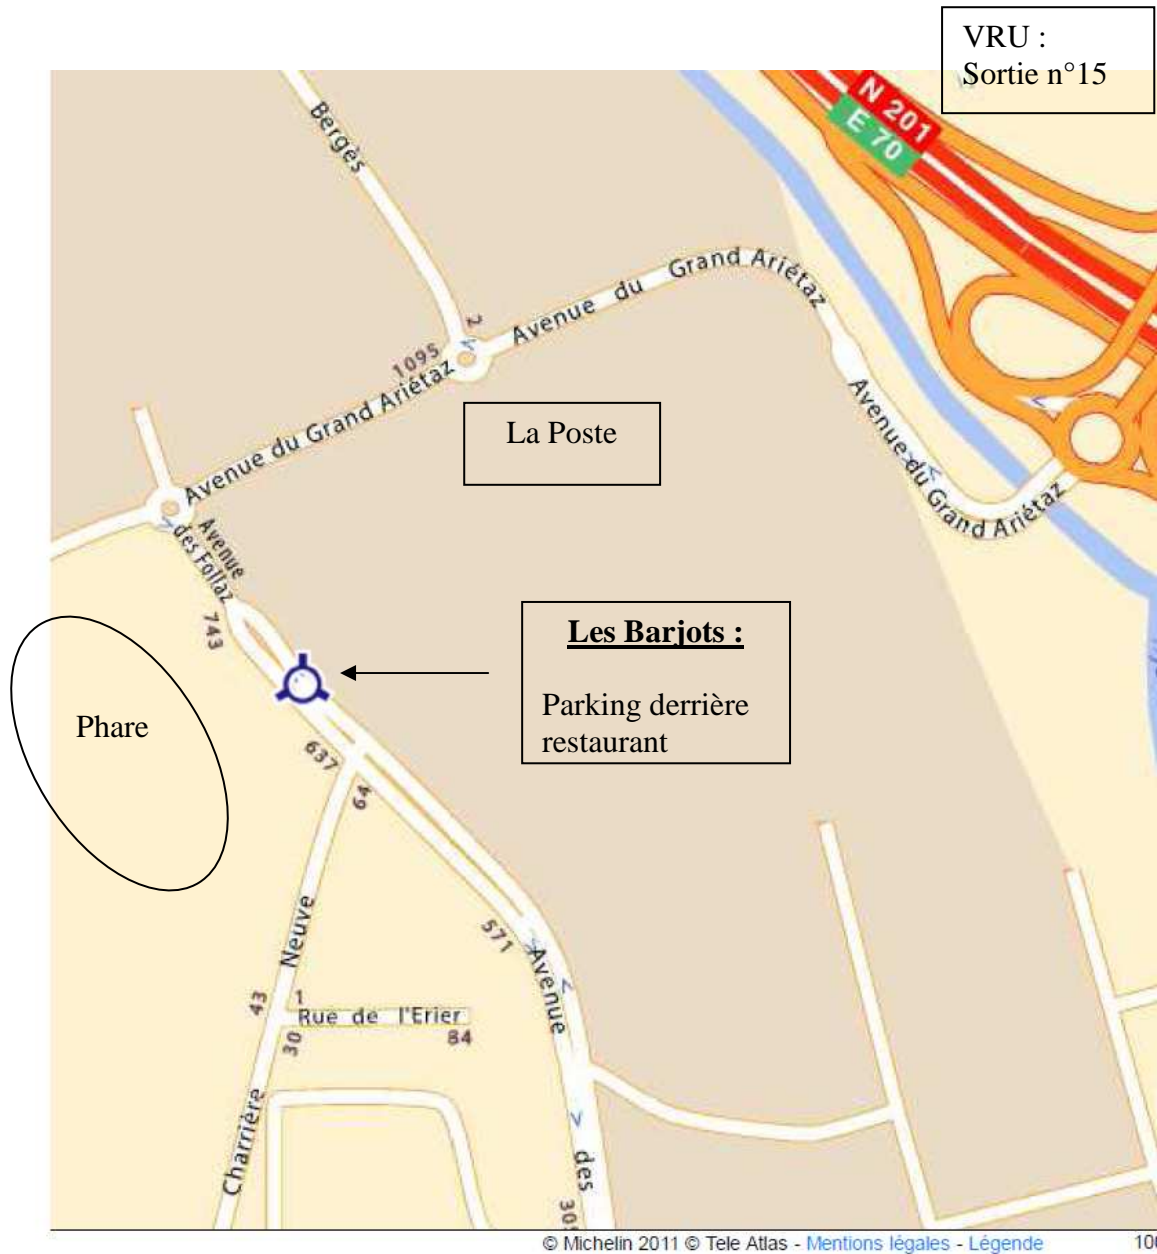 VRU :
Sortie n°15
N 201
E 70
Bergès
2
1095
Avenue du Grand Ariétaz
Avenue du Grand Ariétaz
Avenue du Grand Ariétaz
La Poste
Avenue
des Follaz
743
Les Barjots :
Parking derrière
restaurant
Phare
637
64
571
Neuve
Charrière
43
1
Rue de l'Erier
30
84
Avenue
des
© Michelin 2011 © Tele Atlas - Mentions légales - Légende